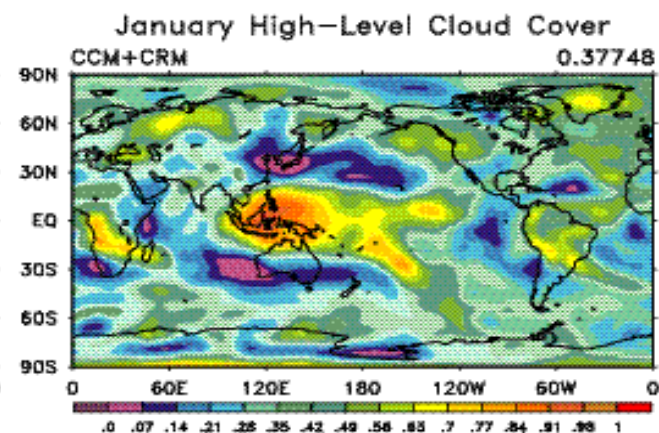 January High-Level Cloud Cover
CCM+CRM 0.37748
90N
60N
30N
EQ
30S
60S
90S
0 60E 120E 180 120W 60W 0
.0 .07 .14 .21 .28 .35 .42 .49 .56 .63 .7 .77 .84 .91 .98 1